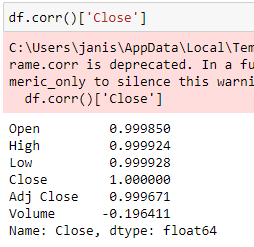 df.corr()['Close']
C:\Users\janis\AppData\Local\Tem
rame.corr is deprecated. In a fu
meric_only to silence this warni
df.corr()['Close']
Open 0.999850
High 0.999924
Low 0.999928
Close 1.000000
Adj Close 0.999671
Volume -0.196411
Name: Close, dtype: float64